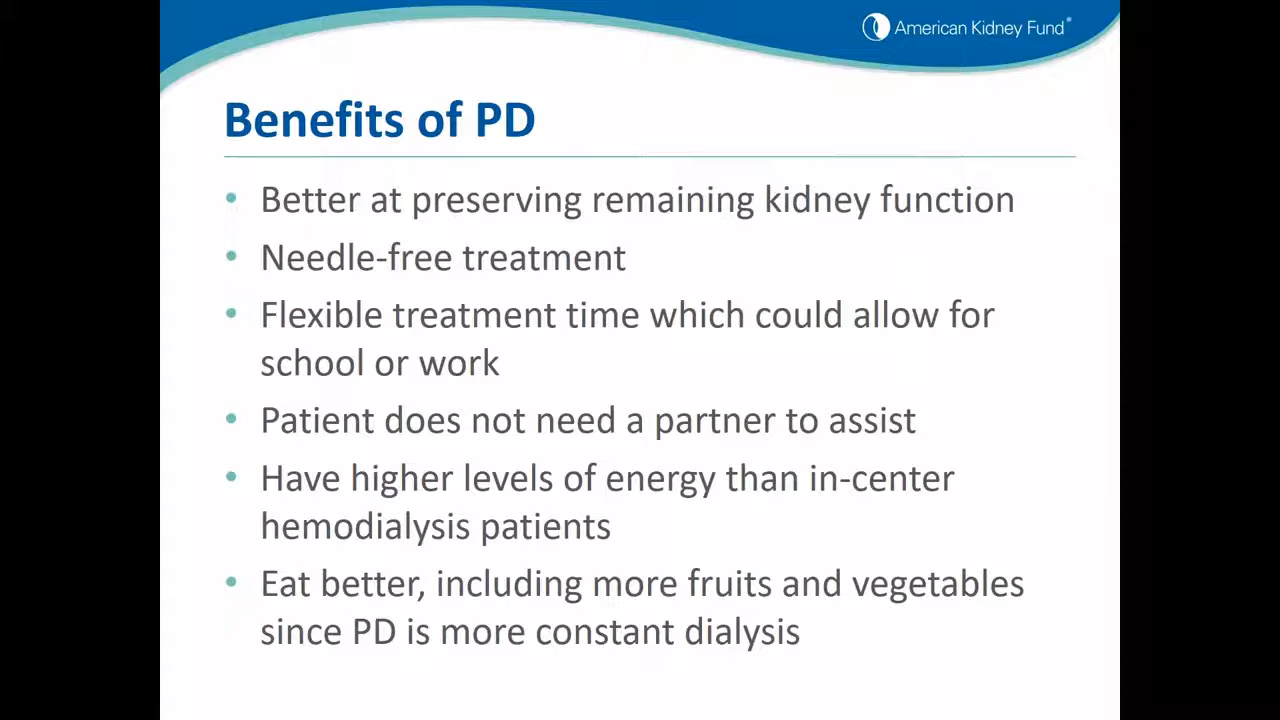 American Kidney Fund®
Benefits of PD
• Better at preserving remaining kidney function
• Needle-free treatment
• Flexible treatment time which could allow for
school or work
• Patient does not need a partner to assist
• Have higher levels of energy than in-center
hemodialysis patients
• Eat better, including more fruits and vegetables
since PD is more constant dialysis